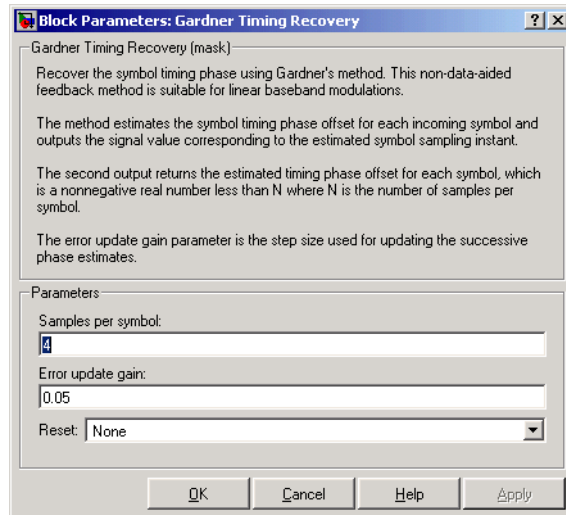 Block Parameters: Gardner Timing Recovery
Gardner Timing Recovery (mask)
Recover the symbol timing phase using Gardner's method. This non-data-aided
feedback method is suitable for linear baseband modulations.
The method estimates the symbol timing phase offset for each incoming symbol and
outputs the signal value corresponding to the estimated symbol sampling instant.
The second output returns the estimated timing phase offset for each symbol, which
is a nonnegative real number less than N where N is the number of samples per
symbol.
The error update gain parameter is the step size used for updating the successive
phase estimates.
Parameters
Samples per symbol:
4
Error update gain:
0.05
Reset: None
OK Cancel Help Apply